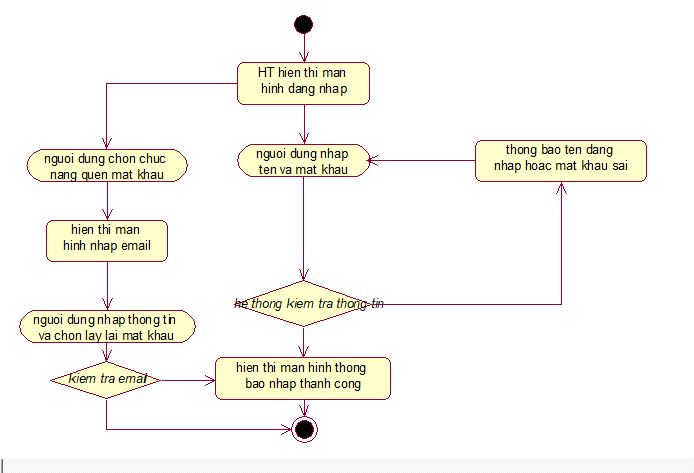 HT hien thi man
hinh dang nhap
nguoi dung chon chuc
nang quen mat khau
nguoi dung nhap
ten va mat khau
thong bao ten dang
nhap hoac mat khau sai
hien thi man
hinh nhap email
he thong kiem tra thong tin
nguoi dung nhap thong tin
va chon lay lai mat khau
kiem tra email
hien thi man hinh thong
bao nhap thanh cong